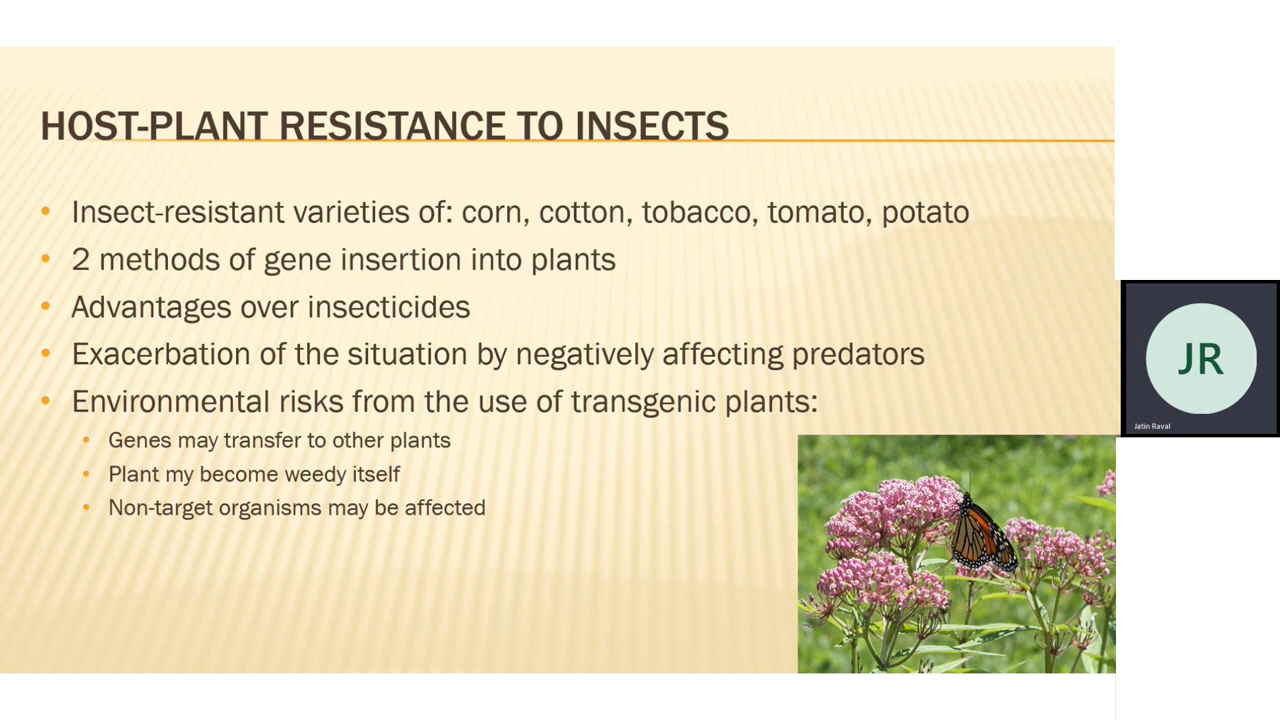 HOST-PLANT RESISTANCE TO INSECTS
• Insect-resistant varieties of: corn, cotton, tobacco, tomato, potato
• 2 methods of gene insertion into plants
• Advantages over insecticides
• Exacerbation of the situation by negatively affecting predators
• Environmental risks from the use of transgenic plants:
• Genes may transfer to other plants
• Plant my become weedy itself
• Non-target organisms may be affected
JR
Jatin Raval